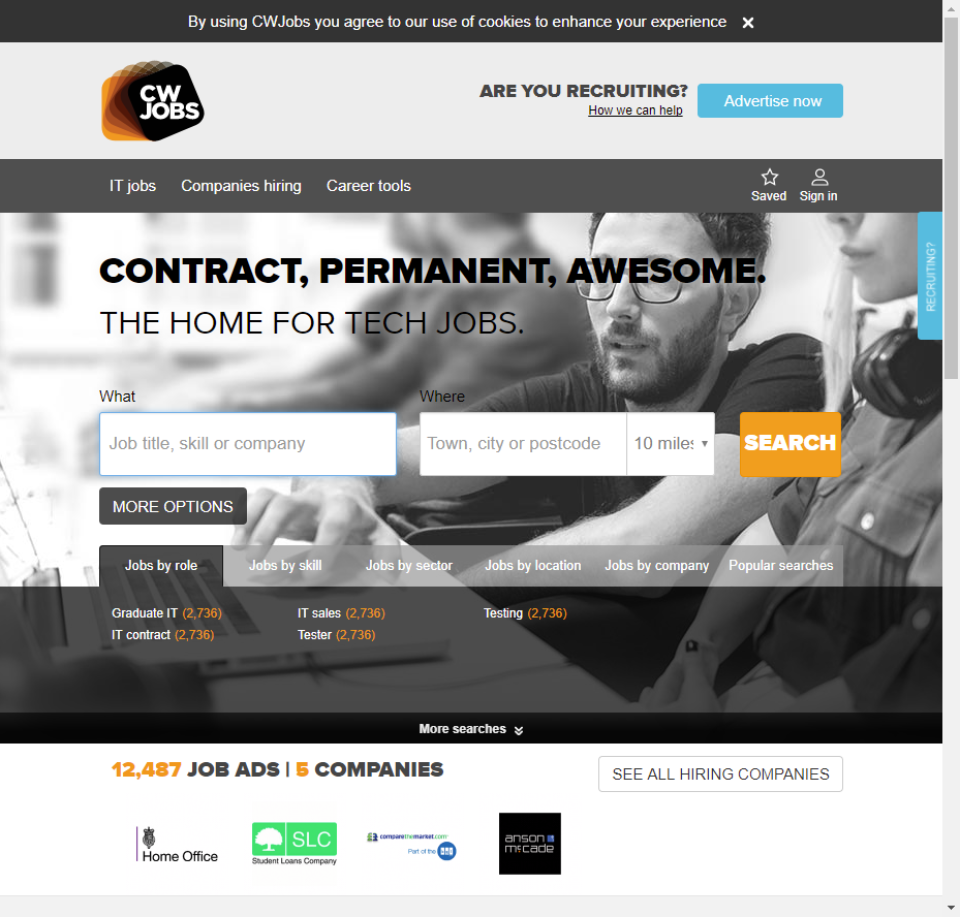 By using CWJobs you agree to our use of cookies to enhance your experience ×
CW
JOBS
ARE YOU RECRUITING?
How we can help
Advertise now
IT jobs Companies hiring Career tools
Saved Sign in
RECRUITING?
CONTRACT, PERMANENT, AWESOME.
THE HOME FOR TECH JOBS.
What Where
Job title, skill or company Town, city or postcode 10 miles SEARCH
MORE OPTIONS
Jobs by role Jobs by skill Jobs by sector Jobs by location Jobs by company Popular searches
Graduate IT (2,736) IT sales (2,736) Testing (2,736)
IT contract (2,736) Tester (2,736)
More searches
12,487 JOB ADS | 5 COMPANIES SEE ALL HIRING COMPANIES
Home Office
SLC
Student Loans Company
comparethemarket.com
Part of the
anson
mccade